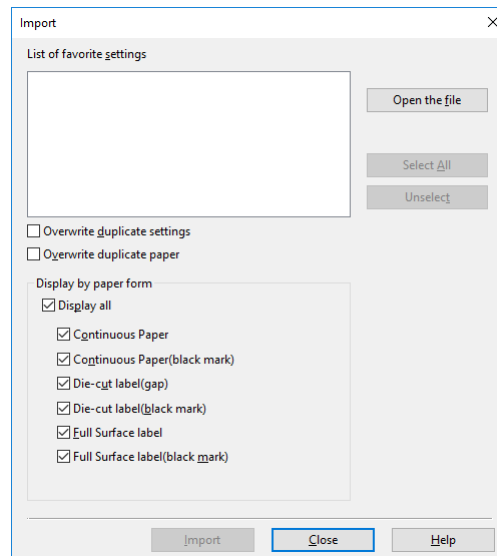 Import
List of favorite settings
Open the file
Select All
Unselect
Overwrite duplicate settings
Overwrite duplicate paper
Display by paper form
Display all
Continuous Paper
Continuous Paper(black mark)
Die-cut label(gap)
Die-cut label(black mark)
Full Surface label
Full Surface label(black mark)
Import
Close
Help